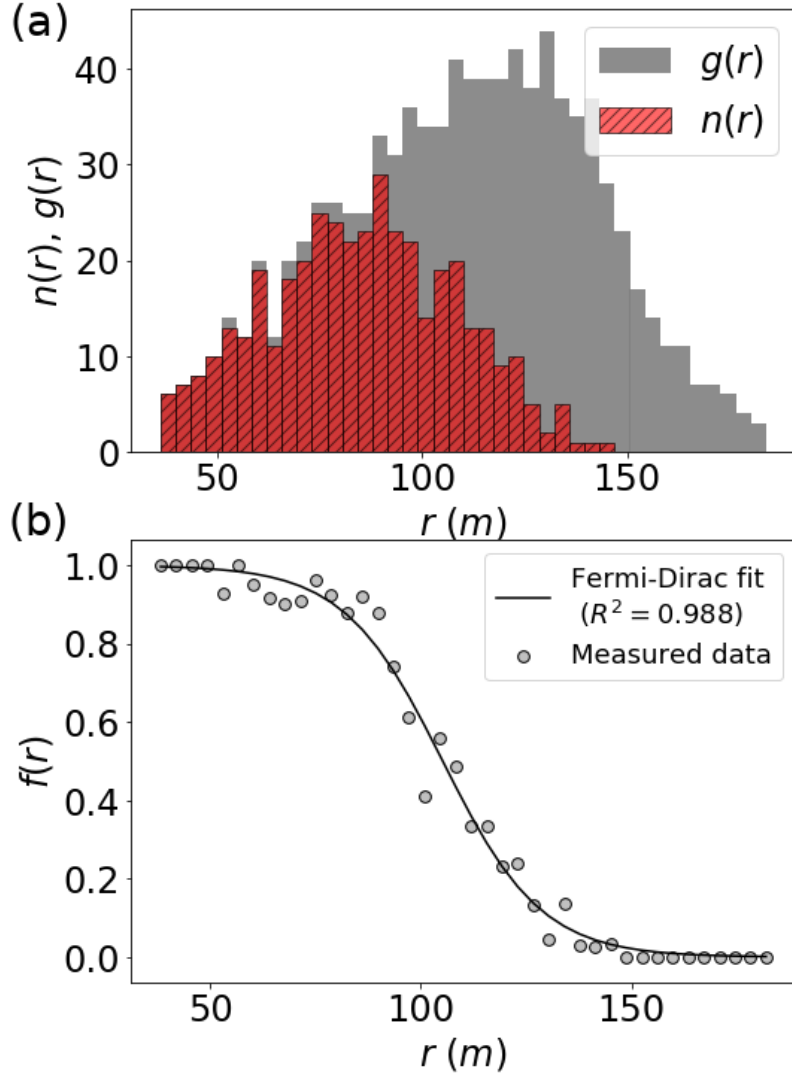 (a)
40
30
20
10
0
n(r), g(r)
g(r)
n(r)
50
100
150
r (m)
(b)
1.0
0.8
0.6
0.4
0.2
0.0
f(r)
Fermi-Dirac fit
(R² = 0.988)
Measured data
50
100
150
r (m)